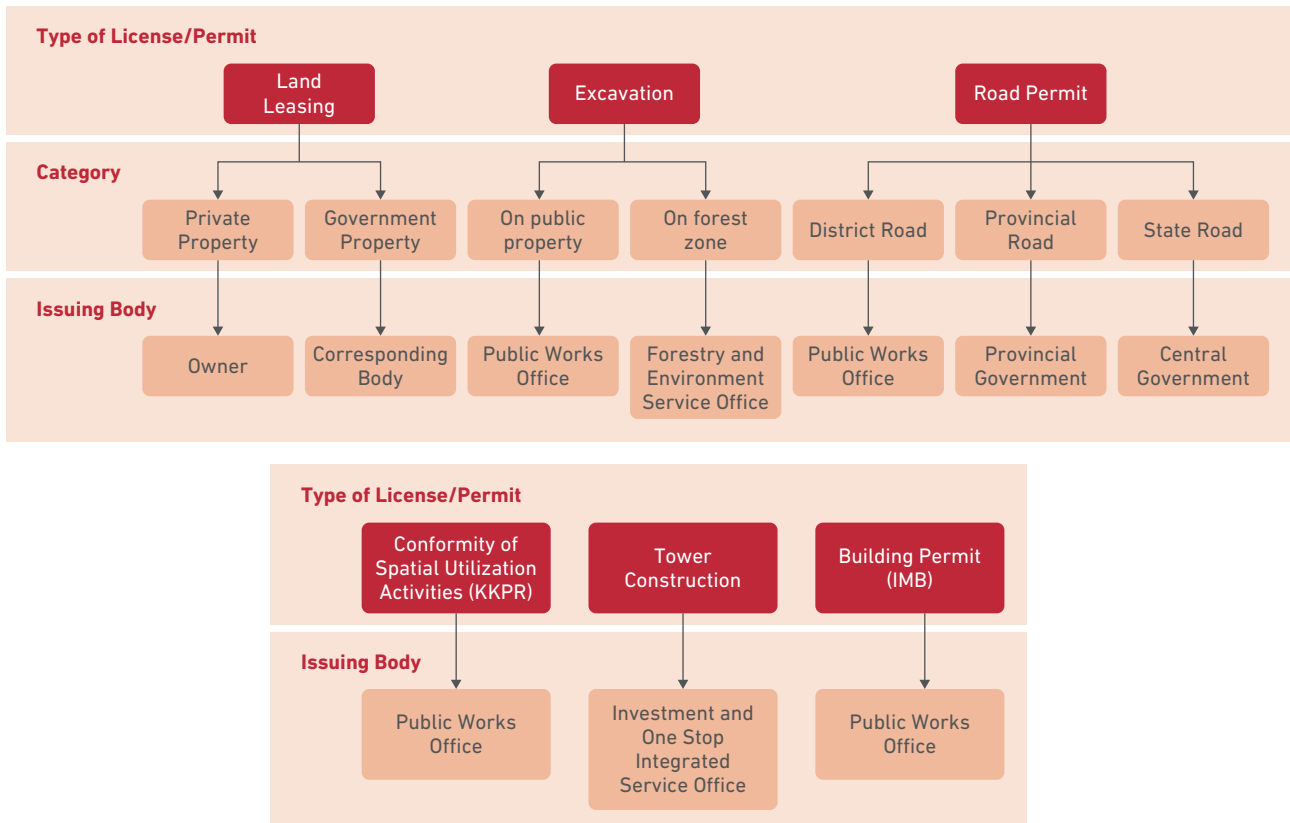 Type of License/Permit
Land
Leasing
Excavation
Road Permit
Category
Private
Property
Government
Property
On public
property
On forest
zone
District Road
Provincial
Road
State Road
Issuing Body
Owner
Corresponding
Body
Public Works
Office
Forestry and
Environment
Service Office
Public Works
Office
Provincial
Government
Central
Government
Type of License/Permit
Conformity of
Spatial Utilization
Activities (KKPR)
Tower
Construction
Building Permit
(IMB)
Issuing Body
Public Works
Office
Investment and
One Stop
Integrated
Service Office
Public Works
Office